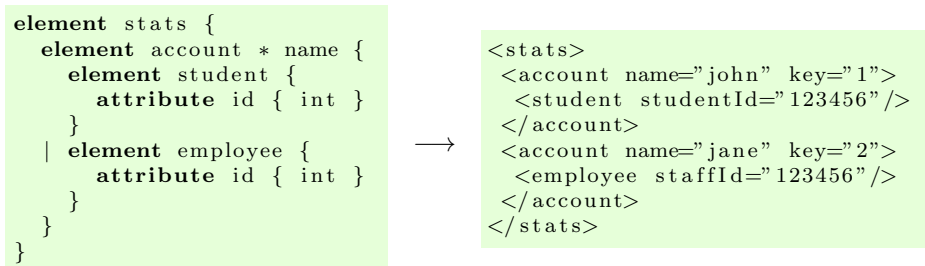 element stats {
element account * name {
element student {
attribute id { int }
}
| element employee {
attribute id { int }
}
}
}
⟶
<stats>
<account name="john" key="1">
<student studentId="123456"/>
</account>
<account name="jane" key="2">
<employee staffId="123456"/>
</account>
</stats>